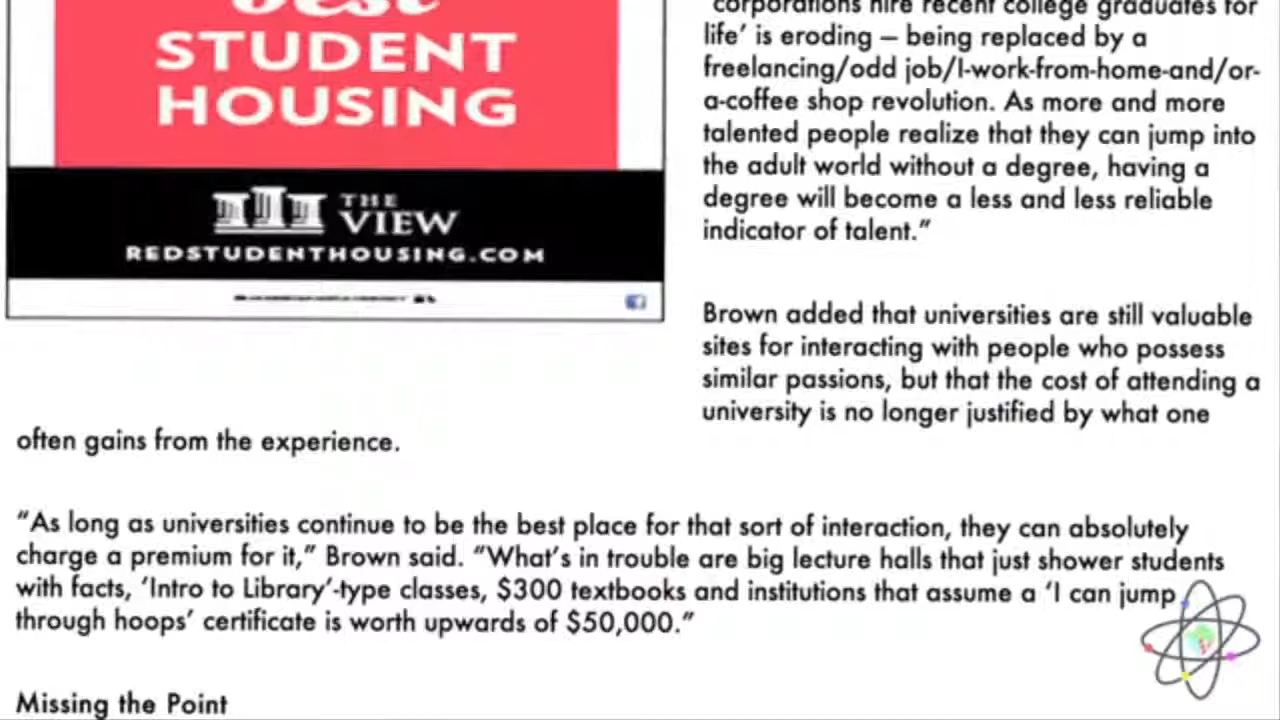 best
STUDENT
HOUSING
THE
VIEW
REDSTUDENTHOUSING.COM
'corporations hire recent college graduates for
life' is eroding – being replaced by a
freelancing/odd job/I-work-from-home-and/or-
a-coffee shop revolution. As more and more
talented people realize that they can jump into
the adult world without a degree, having a
degree will become a less and less reliable
indicator of talent.”
Brown added that universities are still valuable
sites for interacting with people who possess
similar passions, but that the cost of attending a
university is no longer justified by what one
often gains from the experience.
“As long as universities continue to be the best place for that sort of interaction, they can absolutely
charge a premium for it,” Brown said. “What’s in trouble are big lecture halls that just shower students
with facts, ‘Intro to Library’-type classes, $300 textbooks and institutions that assume a ‘I can jump
through hoops’ certificate is worth upwards of $50,000.”
Missing the Point